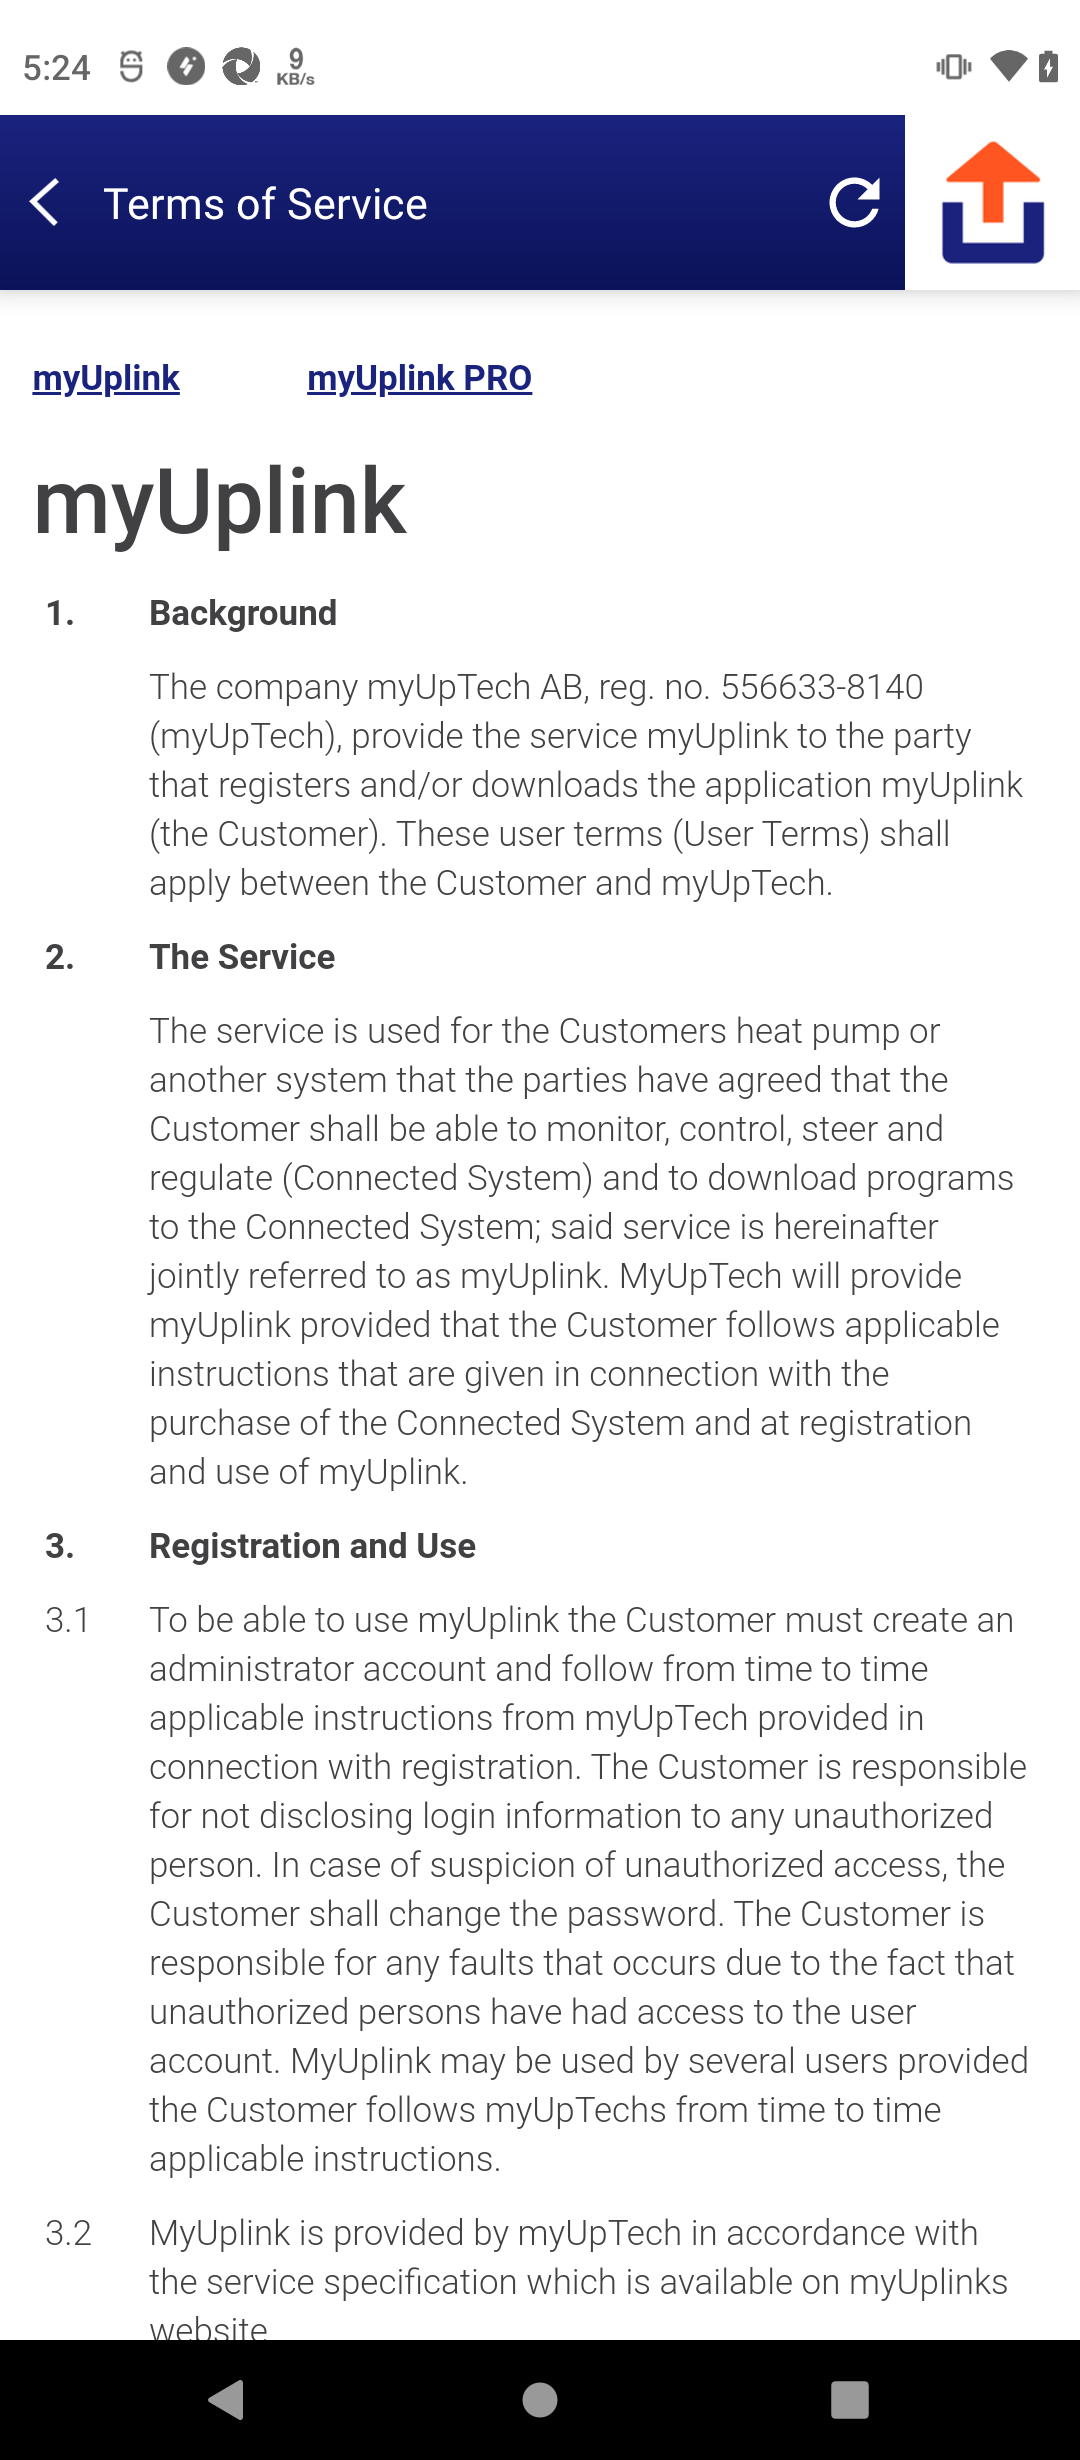 5:24
9
KB/s
Terms of Service
myUplink myUplink PRO
myUplink
1. Background
The company myUpTech AB, reg. no. 556633-8140
(myUpTech), provide the service myUplink to the party
that registers and/or downloads the application myUplink
(the Customer). These user terms (User Terms) shall
apply between the Customer and myUpTech.
2. The Service
The service is used for the Customers heat pump or
another system that the parties have agreed that the
Customer shall be able to monitor, control, steer and
regulate (Connected System) and to download programs
to the Connected System; said service is hereinafter
jointly referred to as myUplink. MyUpTech will provide
myUplink provided that the Customer follows applicable
instructions that are given in connection with the
purchase of the Connected System and at registration
and use of myUplink.
3. Registration and Use
3.1 To be able to use myUplink the Customer must create an
administrator account and follow from time to time
applicable instructions from myUpTech provided in
connection with registration. The Customer is responsible
for not disclosing login information to any unauthorized
person. In case of suspicion of unauthorized access, the
Customer shall change the password. The Customer is
responsible for any faults that occurs due to the fact that
unauthorized persons have had access to the user
account. MyUplink may be used by several users provided
the Customer follows myUpTechs from time to time
applicable instructions.
3.2 MyUplink is provided by myUpTech in accordance with
the service specification which is available on myUplinks
website